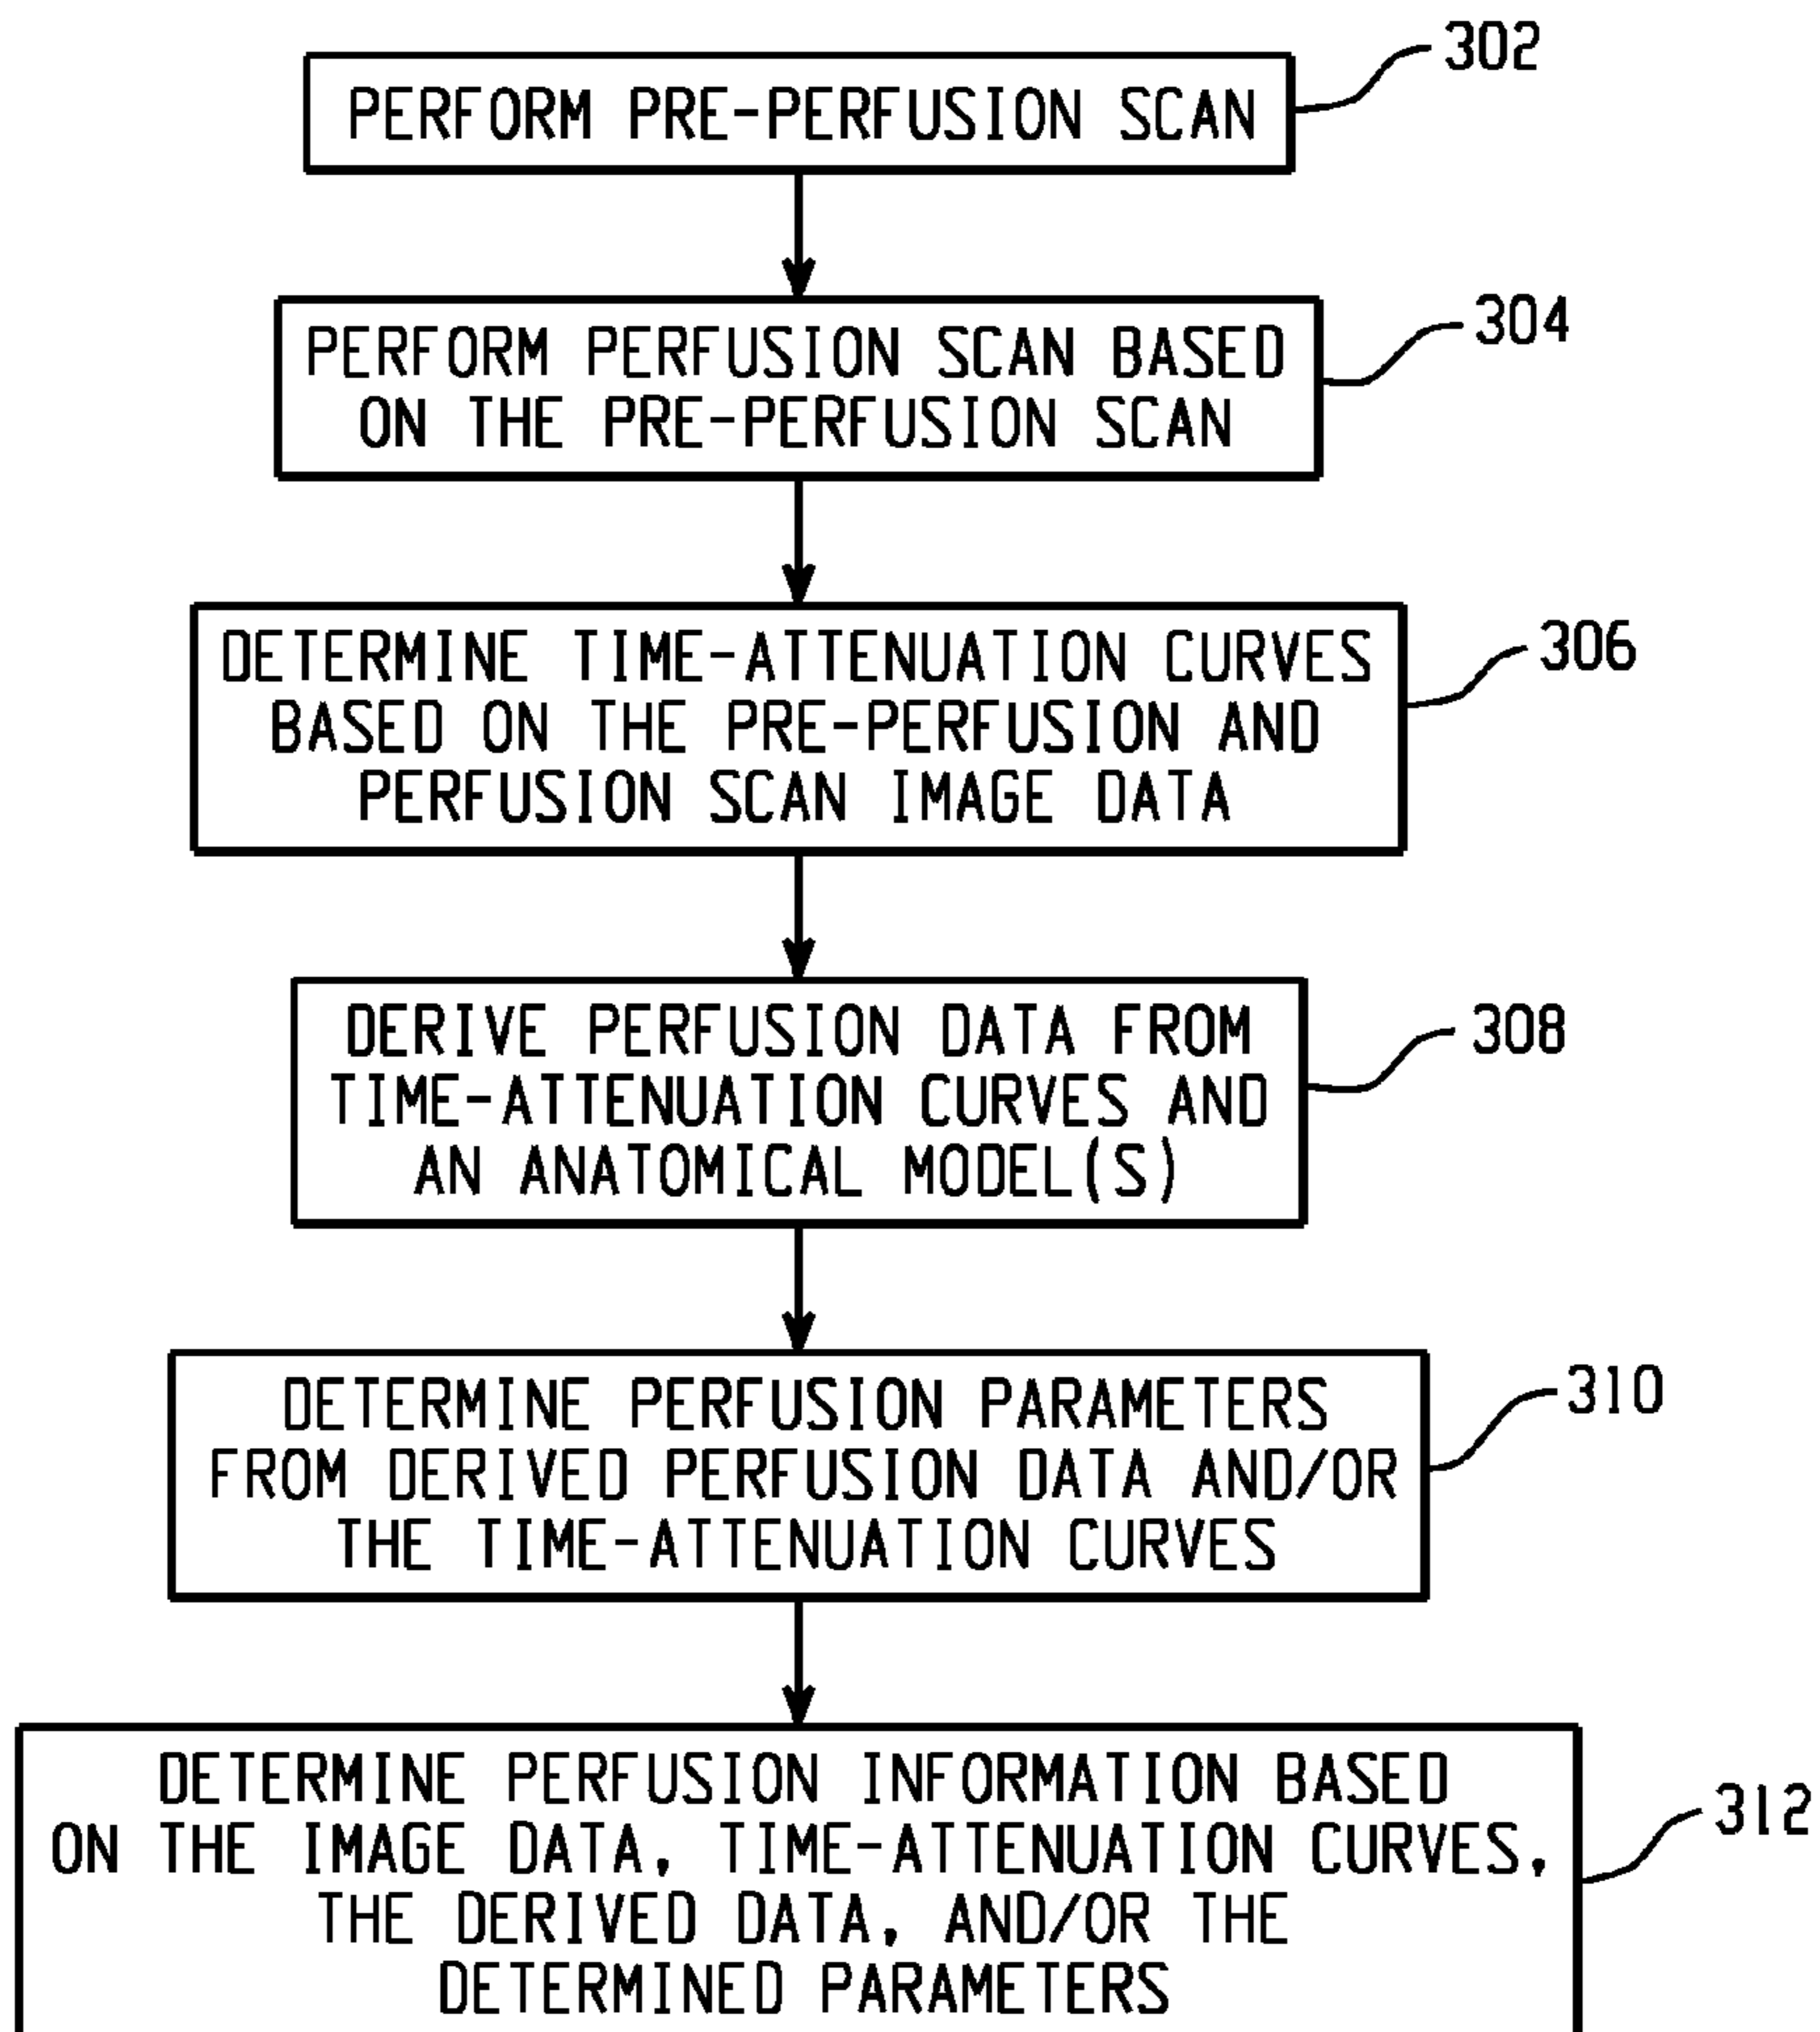 PERFORM PRE-PERFUSION SCAN
302
PERFORM PERFUSION SCAN BASED
ON THE PRE-PERFUSION SCAN
304
DETERMINE TIME-ATTENUATION CURVES
BASED ON THE PRE-PERFUSION AND
PERFUSION SCAN IMAGE DATA
306
DERIVE PERFUSION DATA FROM
TIME-ATTENUATION CURVES AND
AN ANATOMICAL MODEL(S)
308
DETERMINE PERFUSION PARAMETERS
FROM DERIVED PERFUSION DATA AND/OR
THE TIME-ATTENUATION CURVES
310
DETERMINE PERFUSION INFORMATION BASED
ON THE IMAGE DATA, TIME-ATTENUATION CURVES,
THE DERIVED DATA, AND/OR THE
DETERMINED PARAMETERS
312